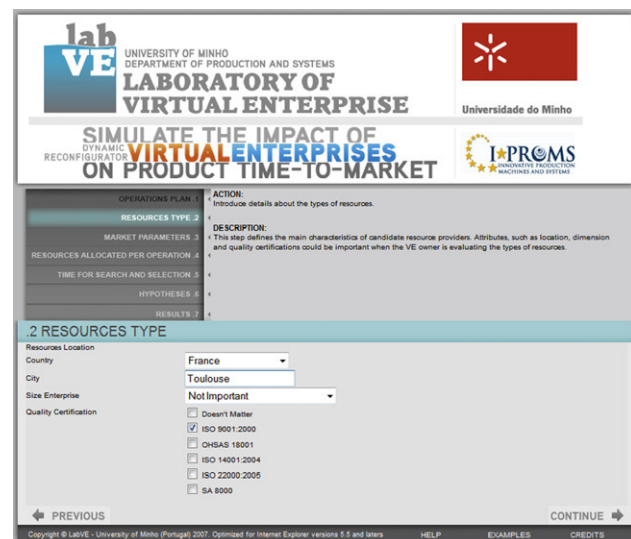 lab
VE
UNIVERSITY OF MINHO
DEPARTMENT OF PRODUCTION AND SYSTEMS
LABORATORY OF
VIRTUAL ENTERPRISE
Universidade do Minho
SIMULATE THE IMPACT OF
DYNAMIC
RECONFIGURATOR VIRTUALENTERPRISES
ON PRODUCT TIME-TO-MARKET
I*PROMS
INNOVATIVE PRODUCTION
MACHINES AND SYSTEMS
OPERATIONS PLAN .1
RESOURCES TYPE .2
MARKET PARAMETERS .3
RESOURCES ALLOCATED PER OPERATION .4
TIME FOR SEARCH AND SELECTION .5
HYPOTHESES .6
RESULTS .7
ACTION:
Introduce details about the types of resources.
DESCRIPTION:
This step defines the main characteristics of candidate resource providers. Attributes, such as location, dimension
and quality certifications could be important when the VE owner is evaluating the types of resources.
.2 RESOURCES TYPE
Resources Location
Country France
City Toulouse
Size Enterprise Not Important
Quality Certification Doesn't Matter
ISO 9001:2000
OHSAS 18001
ISO 14001:2004
ISO 22000:2005
SA 8000
PREVIOUS CONTINUE
Copyright © LabVE - University of Minho (Portugal) 2007. Optimized for Internet Explorer versions 5.5 and laters HELP EXAMPLES CREDITS